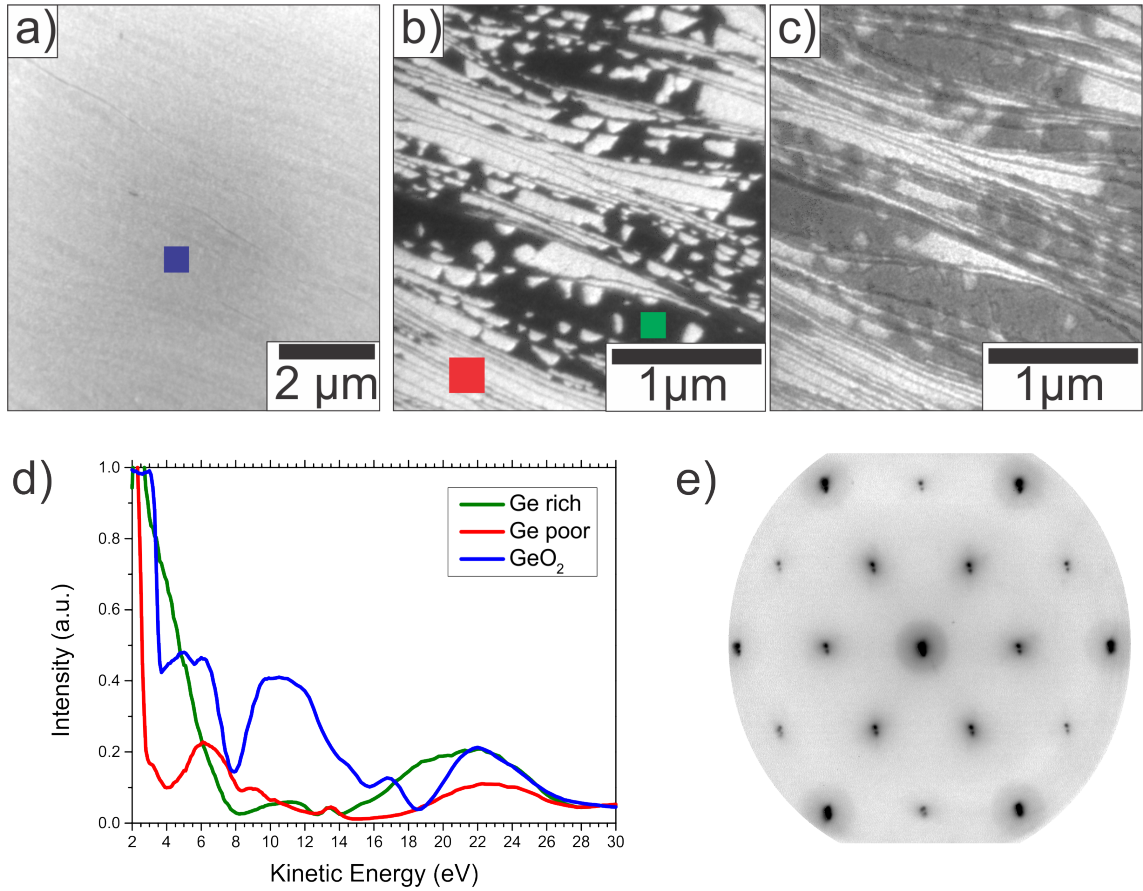 a)
b)
c)
2 μm
1μm
1μm
d)
e)
1.0
0.8
0.6
0.4
0.2
0.0
Intensity (a.u.)
Ge rich
Ge poor
GeO₂
2 4 6 8 10 12 14 16 18 20 22 24 26 28 30
Kinetic Energy (eV)